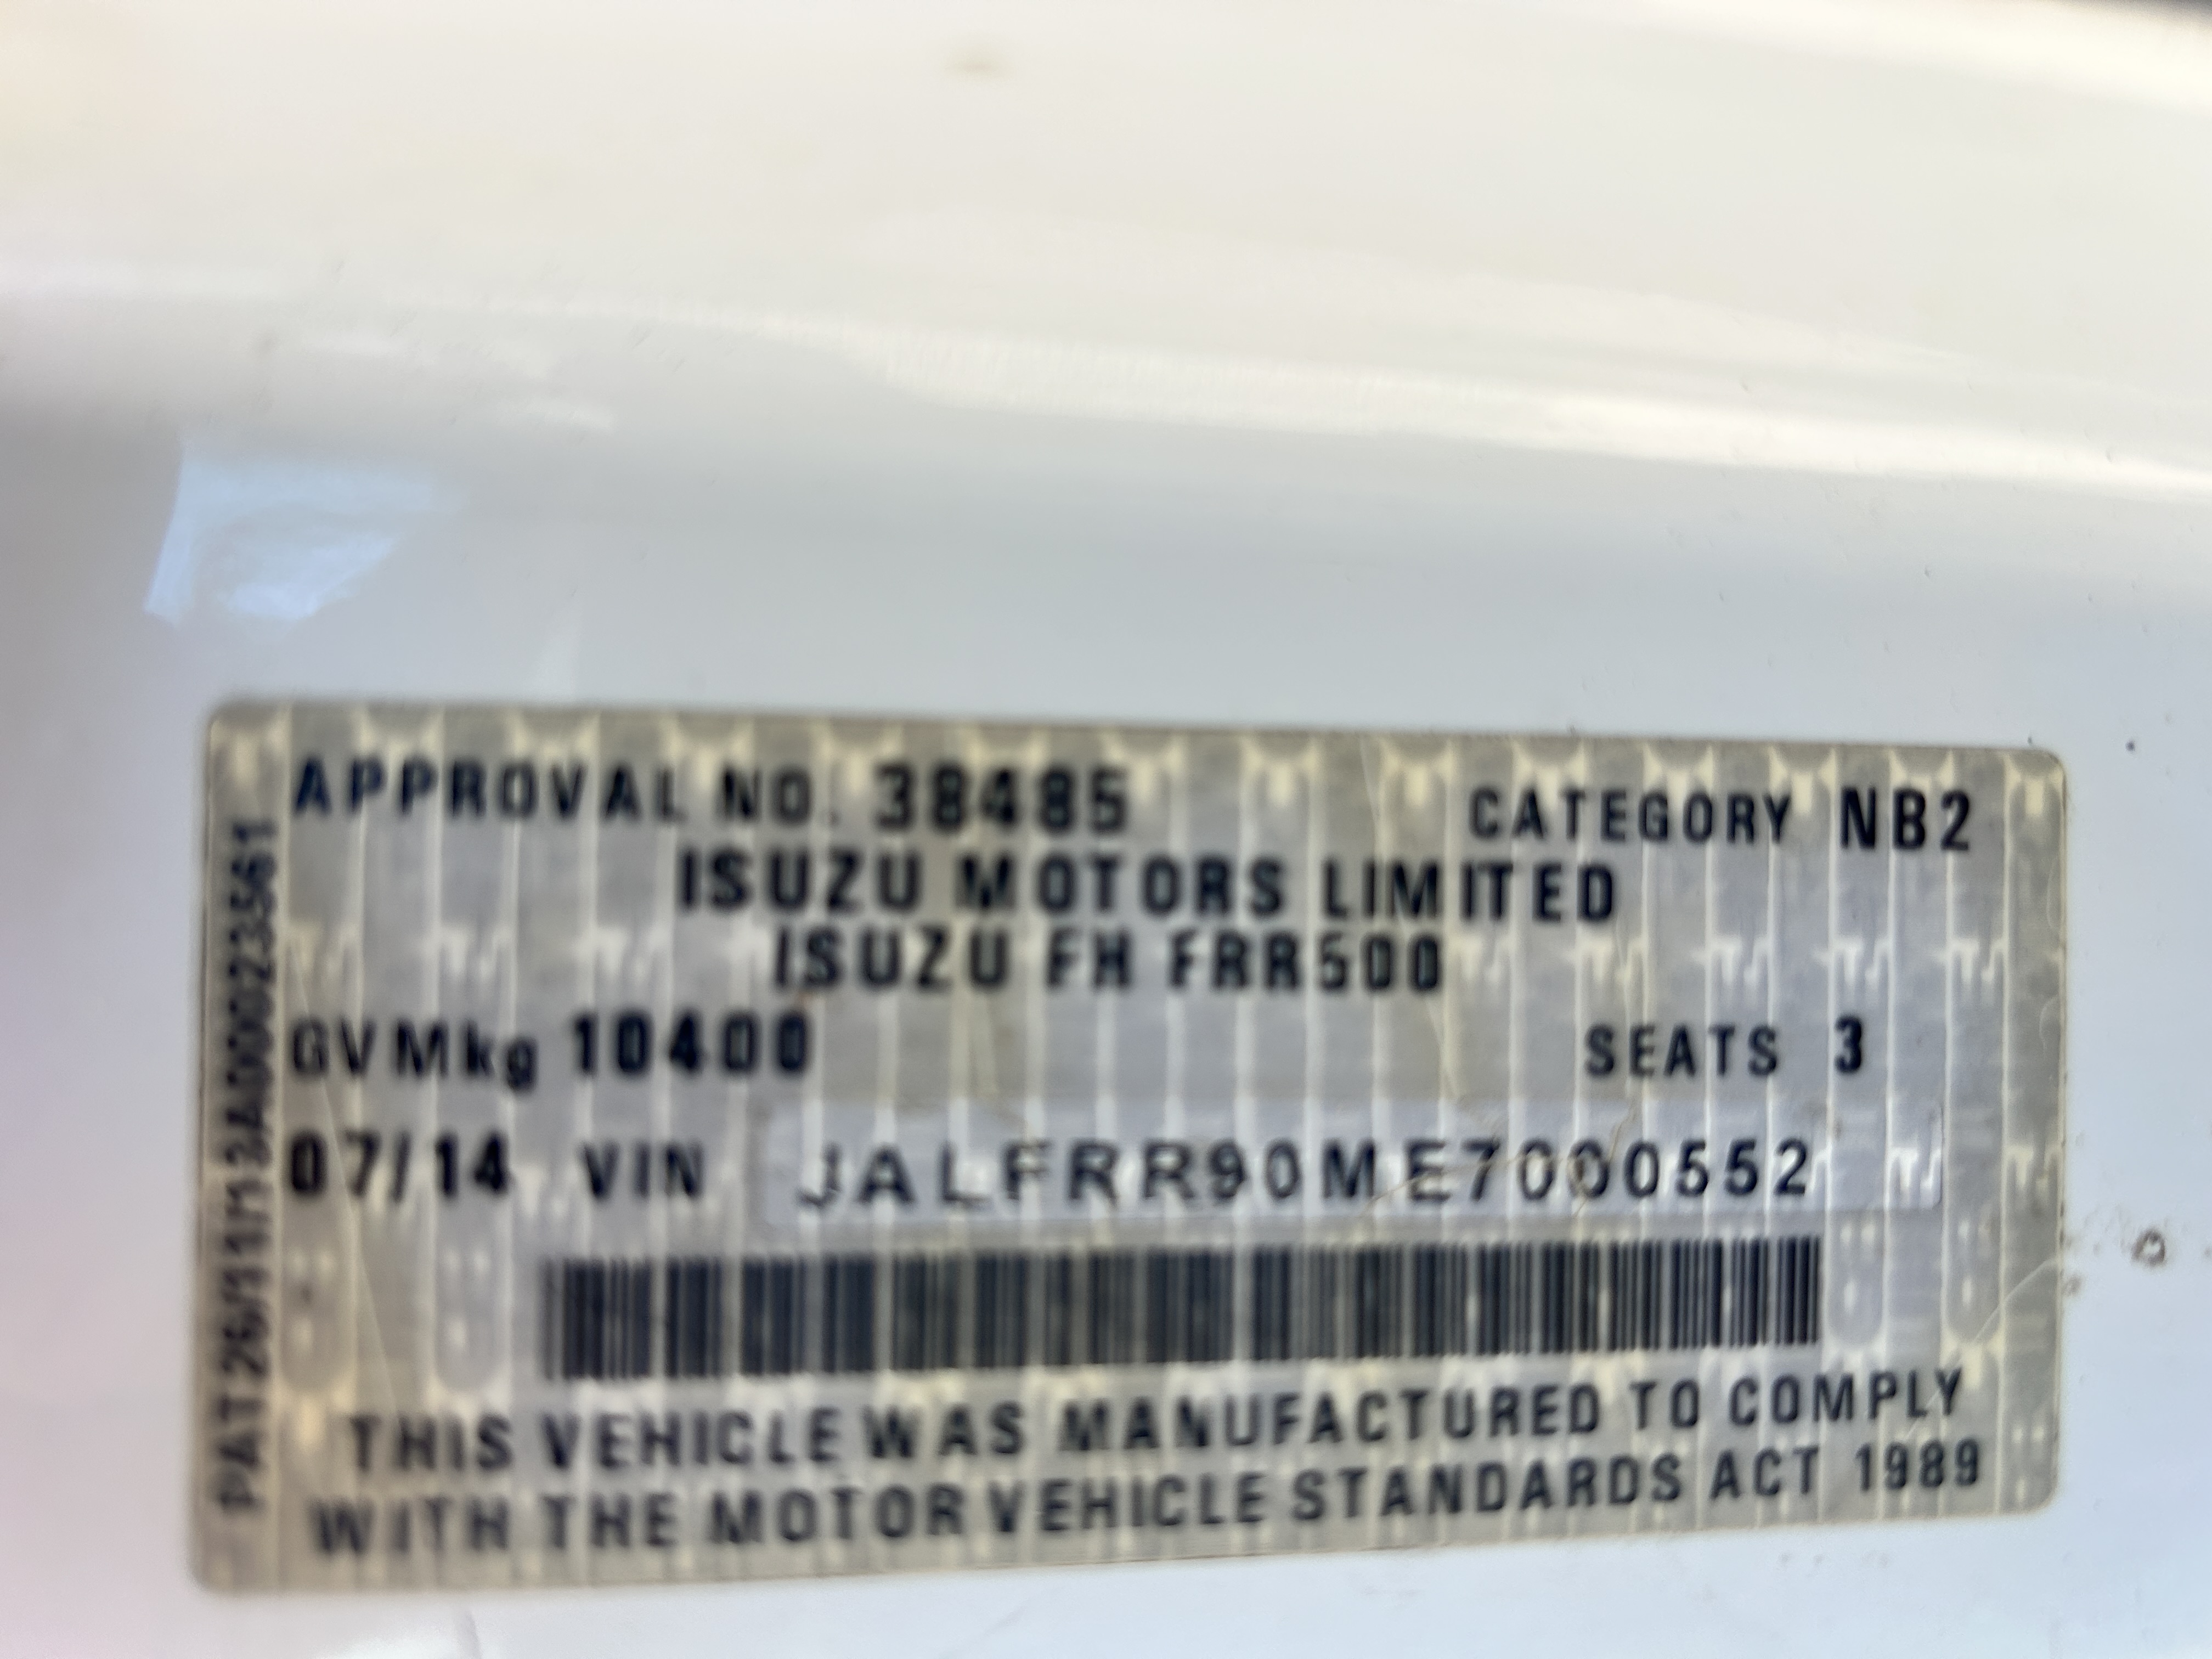 APPROVAL NO. 38485 CATEGORY NB2
ISUZU MOTORS LIMITED
ISUZU FH FRR500
GVMkg 10400 SEATS 3
07/14 VIN JALFRR90ME7000552
THIS VEHICLE WAS MANUFACTURED TO COMPLY
WITH THE MOTOR VEHICLE STANDARDS ACT 1989